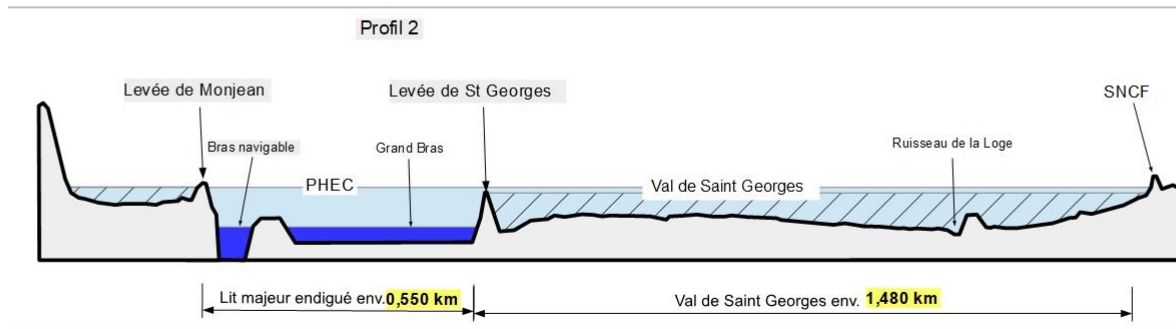 Profil 2
Levée de Monjean
Levée de St Georges
SNCF
Bras navigable
Grand Bras
Ruisseau de la Loge
PHEC
Val de Saint Georges
Lit majeur endigué env. 0,550 km
Val de Saint Georges env. 1,480 km